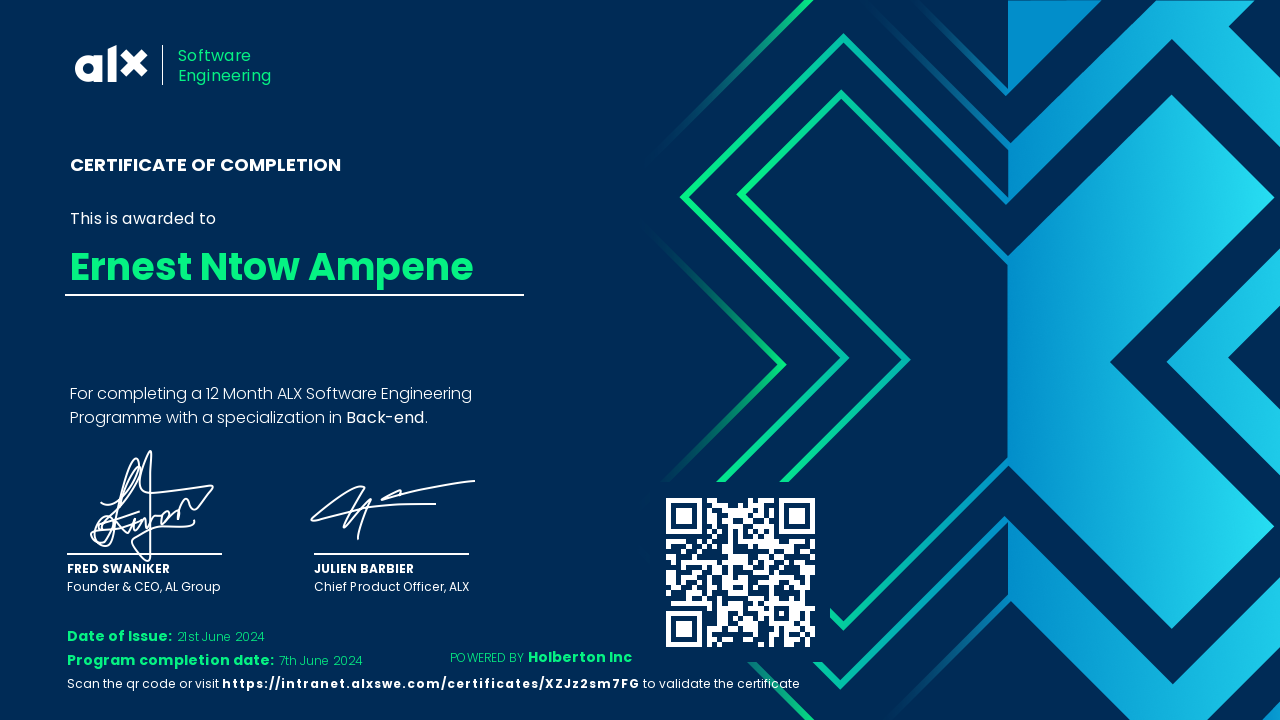 alx
Software
Engineering
CERTIFICATE OF COMPLETION
This is awarded to
Ernest Ntow Ampene
For completing a 12 Month ALX Software Engineering
Programme with a specialization in Back-end.
FRED SWANIKER
Founder & CEO, AL Group
JULIEN BARBIER
Chief Product Officer, ALX
Date of Issue: 21st June 2024
Program completion date: 7th June 2024
POWERED BY Holberton Inc
Scan the qr code or visit https://intranet.alxswe.com/certificates/XZJz2sm7FG to validate the certificate